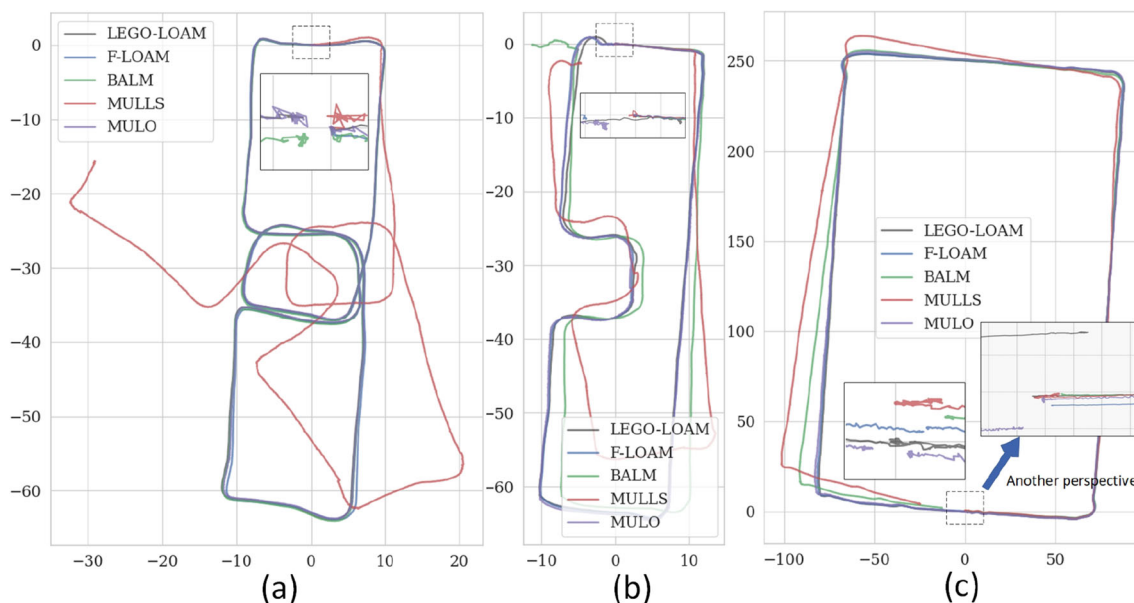 LEGO-LOAM
F-LOAM
BALM
MULLS
MULO
0
-10
-20
-30
-40
-50
-60
-30
-20
-10
0
10
20
(a)
0
-10
-20
-30
-40
-50
-60
LEGO-LOAM
F-LOAM
BALM
MULLS
MULO
-10
0
10
(b)
250
200
150
100
50
0
LEGO-LOAM
F-LOAM
BALM
MULLS
MULO
Another perspective
-100
-50
0
50
(c)